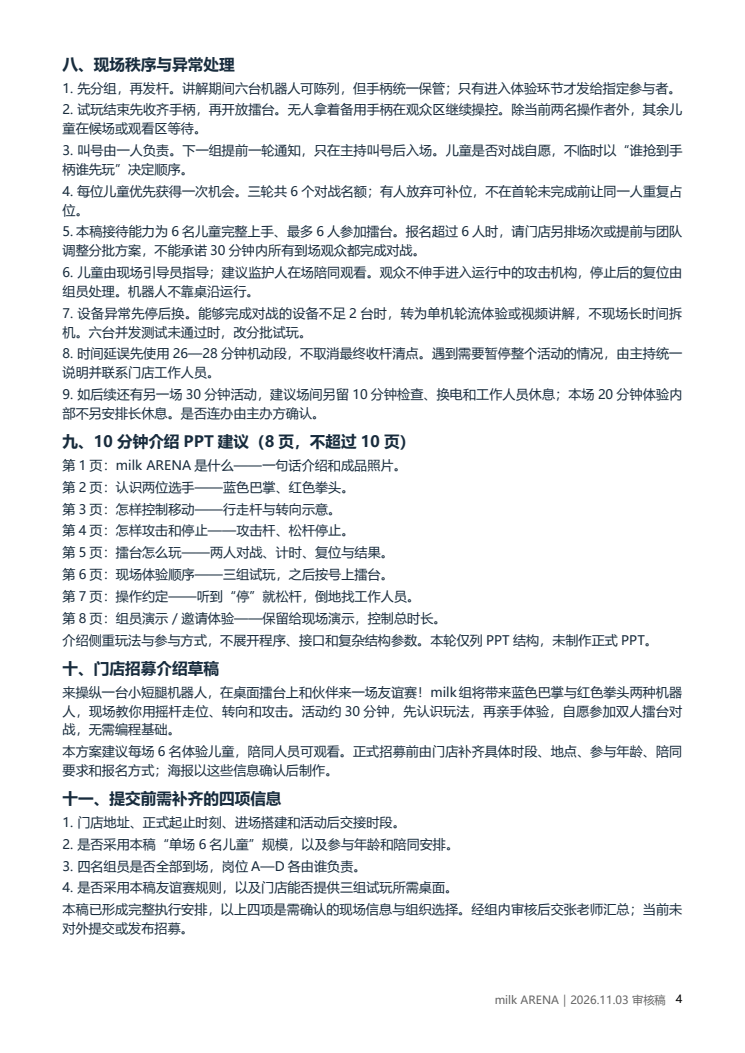 八、现场秩序与异常处理
1. 先分组，再发杆。讲解期间六台机器人可陈列，但手柄统一保管；只有进入体验环节才发给指定参与者。
2. 试玩结束先收齐手柄，再开放擂台。无人拿着备用手柄在观众区继续操控。除当前两名操作者外，其余儿
童在候场或观看区等待。
3. 叫号由一人负责。下一组提前一轮通知，只在主持叫号后入场。儿童是否对战自愿，不临时以“谁抢到手
柄谁先玩”决定顺序。
4. 每位儿童优先获得一次机会。三轮共 6 个对战名额；有人放弃可补位，不在首轮未完成前让同一人重复占
位。
5. 本稿接待能力为 6 名儿童完整上手、最多 6 人参加擂台。报名超过 6 人时，请门店另排场次或提前与团队
调整分批方案，不能承诺 30 分钟内所有到场观众都完成对战。
6. 儿童由现场引导员指导；建议监护人在场陪同观看。观众不伸手进入运行中的攻击机构，停止后的复位由
组员处理。机器人不靠桌沿运行。
7. 设备异常先停后换。能够完成对战的设备不足 2 台时，转为单机轮流体验或视频讲解，不现场长时间拆
机。六台并发测试未通过时，改分批试玩。
8. 时间延误先使用 26—28 分钟机动段，不取消最终收杆清点。遇到需要暂停整个活动的情况，由主持统一
说明并联系门店工作人员。
9. 如后续还有另一场 30 分钟活动，建议场间另留 10 分钟检查、换电和工作人员休息；本场 20 分钟体验内
部不另安排长休息。是否连办由主办方确认。
九、10 分钟介绍 PPT 建议（8 页，不超过 10 页）
第 1 页：milk ARENA 是什么——一句话介绍和成品照片。
第 2 页：认识两位选手——蓝色巴掌、红色拳头。
第 3 页：怎样控制移动——行走杆与转向示意。
第 4 页：怎样攻击和停止——攻击杆、松杆停止。
第 5 页：擂台怎么玩——两人对战、计时、复位与结果。
第 6 页：现场体验顺序——三组试玩，之后按号上擂台。
第 7 页：操作约定——听到“停”就松杆，倒地找工作人员。
第 8 页：组员演示 / 邀请体验——保留给现场演示，控制总时长。
介绍侧重玩法与参与方式，不展开程序、接口和复杂结构参数。本轮仅列 PPT 结构，未制作正式 PPT。
十、门店招募介绍草稿
来操纵一台小短腿机器人，在桌面擂台上和伙伴来一场友谊赛！milk组将带来蓝色巴掌与红色拳头两种机器
人，现场教你用摇杆走位、转向和攻击。活动约 30 分钟，先认识玩法，再亲手体验，自愿参加双人擂台对
战，无需编程基础。
本方案建议每场 6 名体验儿童，陪同人员可观看。正式招募前由门店补齐具体时段、地点、参与年龄、陪同
要求和报名方式；海报以这些信息确认后制作。
十一、提交前需补齐的四项信息
1. 门店地址、正式起止时刻、进场搭建和活动后交接时段。
2. 是否采用本稿“单场 6 名儿童”规模，以及参与年龄和陪同安排。
3. 四名组员是否全部到场，岗位 A—D 各由谁负责。
4. 是否采用本稿友谊赛规则，以及门店能否提供三组试玩所需桌面。
本稿已形成完整执行安排，以上四项是需确认的现场信息与组织选择。经组内审核后交张老师汇总；当前未
对外提交或发布招募。
milk ARENA | 2026.11.03 审核稿 4